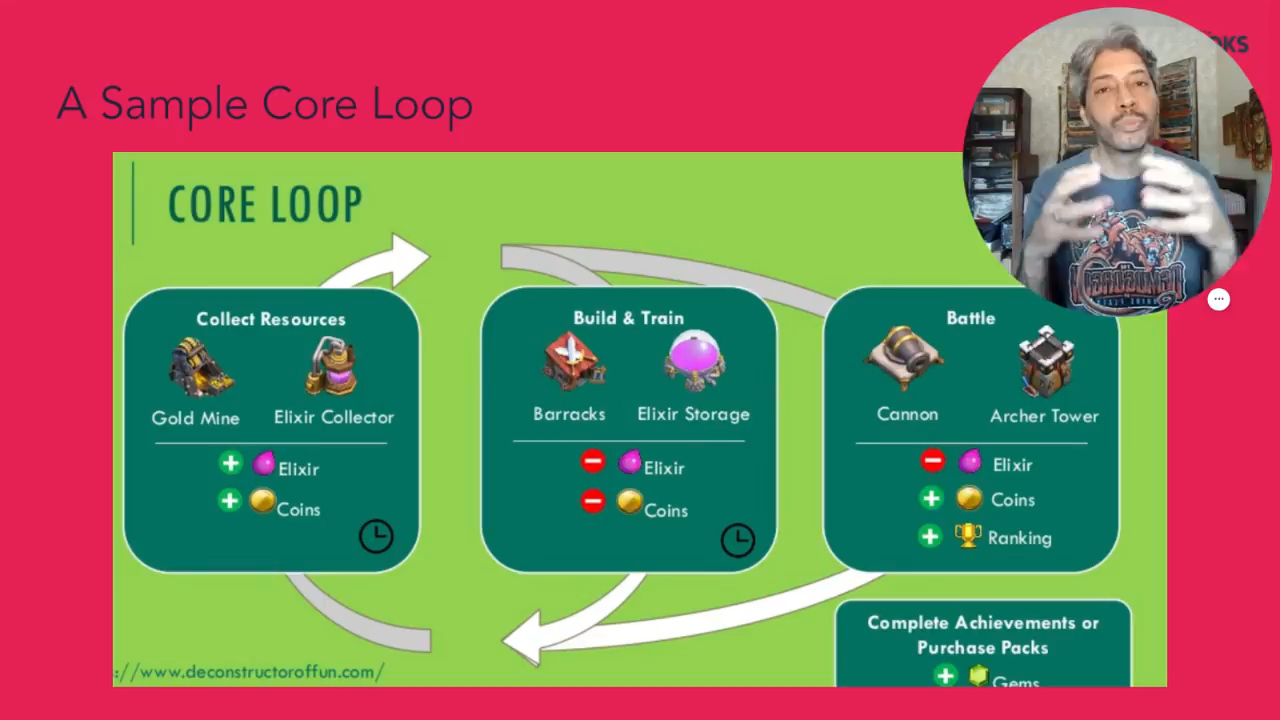 A Sample Core Loop
CORE LOOP
Collect Resources
Gold Mine
Elixir Collector
Elixir
Coins
Build & Train
Barracks
Elixir Storage
Elixir
Coins
Battle
Cannon
Archer Tower
Elixir
Coins
Ranking
Complete Achievements or
Purchase Packs
Gems
://www.deconstructoroffun.com/